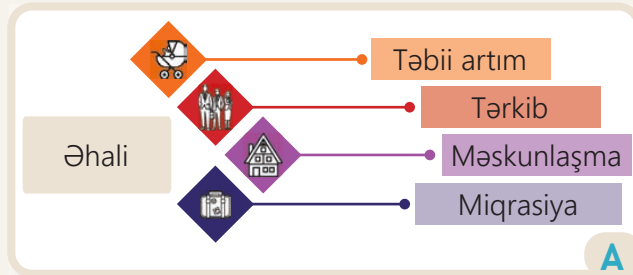 Təbii artım
Tərkib
Əhali
Məskunlaşma
Miqrasiya
A